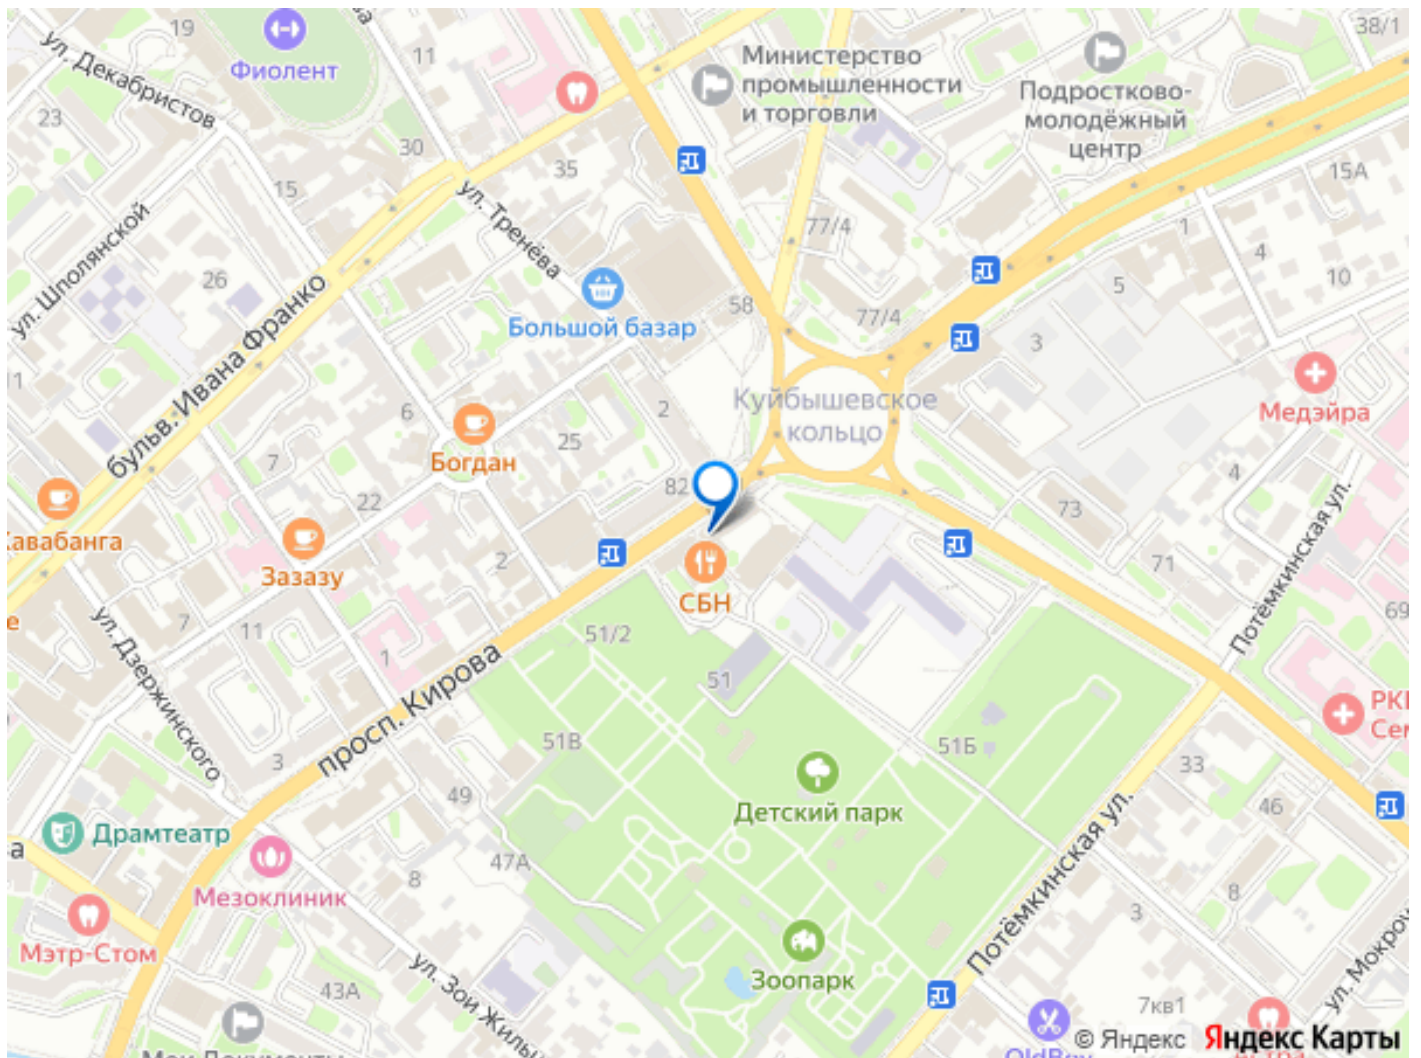 19
Фиолент
11
38/1
Министерство
промышленности
и торговли
Подростково-
молодёжный
центр
ул. Декабристов
23
30
35
15
15А
ул. Тренёва
77/4
1
4
ул. Шполянской
26
5
10
Большой базар
58
77/4
3
бульв. Ивана Франко
11
Куйбышевское
кольцо
6
2
Медэйра
Богдан
25
7
22
82
4
73
Потёмкинская ул.
Зазазу
2
71
СБН
69
е
7
11
51/2
1
ул. Дзержинского
просп. Кирова
51
51В
51Б
3
33
49
Детский парк
46
Драмтеатр
ва
47А
8
Мезоклиник
8
Потёмкинская ул.
3
Мэтр-Стом
Зоопарк
43А
ул. Зои
7кв1
© Яндекс
Яндекс Карты